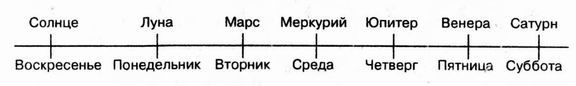 Солнце Луна Марс Меркурий Юпитер Венера Сатурн
Воскресенье Понедельник Вторник Среда Четверг Пятница Суббота